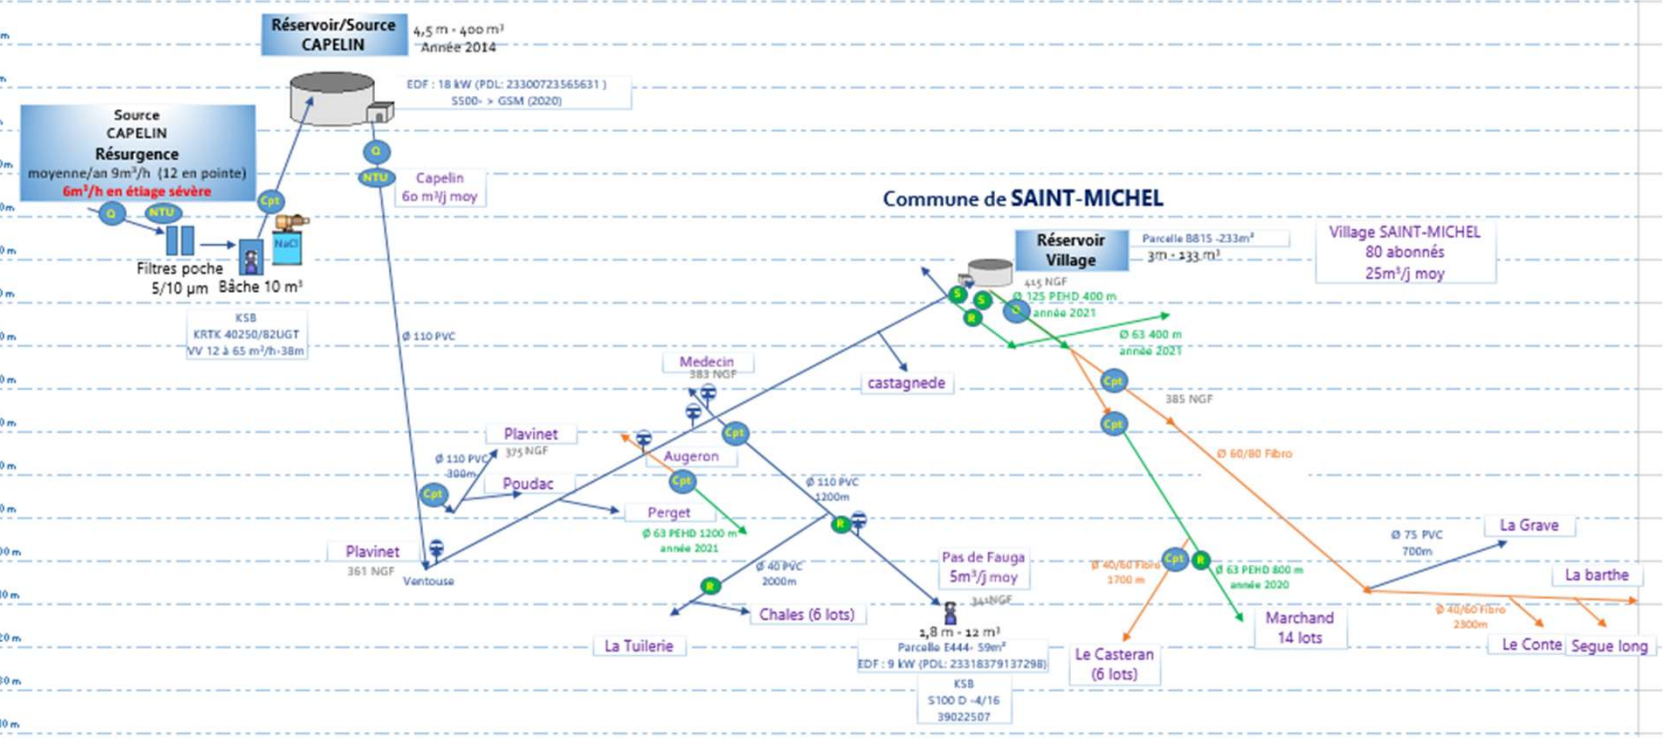 Réservoir/Source
CAPELIN
4,5 m - 400 m³
Année 2014
EDF : 18 kW (PDL: 23300723565631 )
S500- > GSM (2020)
Source
CAPELIN
Résurgence
moyenne/an 9m³/h (12 en pointe)
6m³/h en étiage sévère
Q
NTU
Cpt
NaCl
Filtres poche
5/10 µm
Bâche 10 m³
KSB
KRTK 40250/82UGT
VV 12 à 65 m³/h-38m
Q
NTU
Capelin
60 m³/j moy
Ø 110 PVC
Commune de SAINT-MICHEL
Réservoir
Village
Parcelle B815 -233m²
3m - 133 m³
Village SAINT-MICHEL
80 abonnés
25m³/j moy
415 NGF
S
S
R
Q
Ø 125 PEHD 400 m
année 2021
Ø 63 400 m
année 2021
castagnede
Medecin
383 NGF
Cpt
Cpt
Cpt
385 NGF
Plavinet
375 NGF
Ø 110 PVC
300m
Cpt
Poudac
Augeron
Cpt
Perget
Ø 63 PEHD 1200 m
année 2021
Ø 110 PVC
1200m
R
Ø 60/80 Fibro
Plavinet
361 NGF
Ventouse
Ø 40 PVC
2000m
R
Chales (6 lots)
La Tuilerie
Pas de Fauga
5m³/j moy
341NGF
1,8 m - 12 m³
Parcelle E444- 59m²
EDF : 9 kW (PDL: 23318379137298)
KSB
S100 D -4/16
39022507
Ø 40/60 Fibro
1700 m
Cpt
R
Ø 63 PEHD 800 m
année 2020
Le Casteran
(6 lots)
Marchand
14 lots
Ø 75 PVC
700m
La Grave
La barthe
Ø 40/60 Fibro
2300m
Le Conte
Segue long